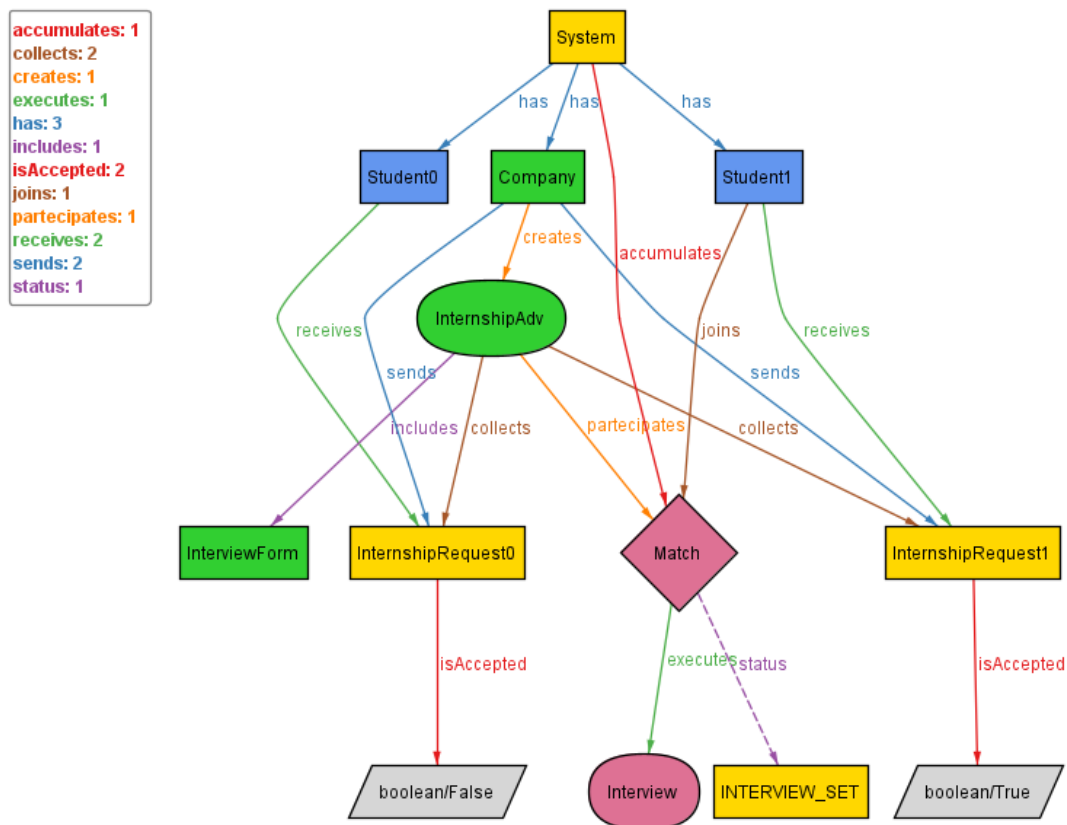 accumulates: 1
collects: 2
creates: 1
executes: 1
has: 3
includes: 1
isAccepted: 2
joins: 1
partecipates: 1
receives: 2
sends: 2
status: 1
System
has
has
has
Student0
Company
Student1
creates
accumulates
InternshipAdv
receives
joins
receives
sends
sends
includes
collects
partecipates
collects
InterviewForm
InternshipRequest0
Match
InternshipRequest1
isAccepted
executes
status
isAccepted
boolean/False
Interview
INTERVIEW_SET
boolean/True